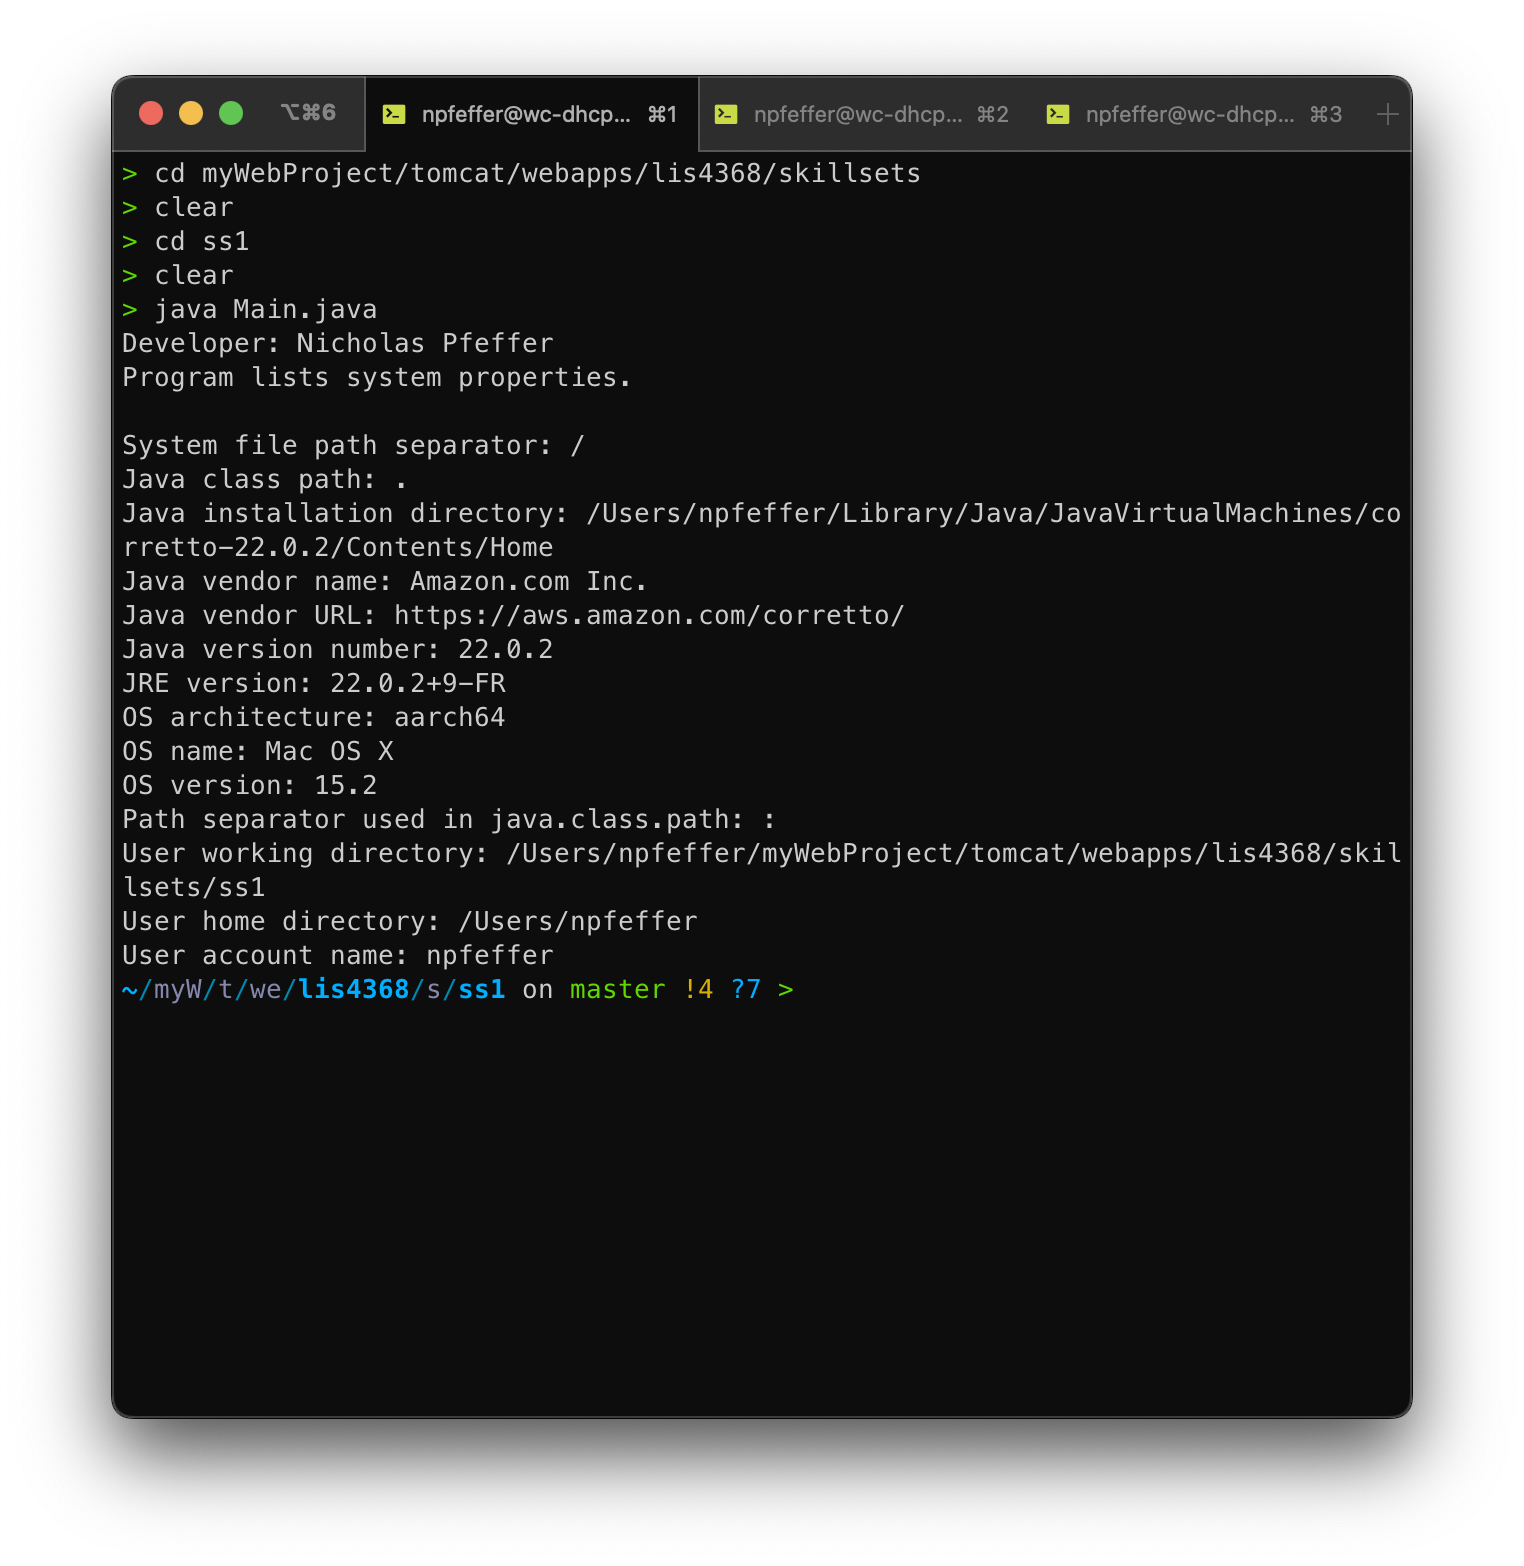 ⌥⌘6 npfeffer@wc-dhcp... ⌘1 npfeffer@wc-dhcp... ⌘2 npfeffer@wc-dhcp... ⌘3 +
> cd myWebProject/tomcat/webapps/lis4368/skillsets
> clear
> cd ss1
> clear
> java Main.java
Developer: Nicholas Pfeffer
Program lists system properties.
System file path separator: /
Java class path: .
Java installation directory: /Users/npfeffer/Library/Java/JavaVirtualMachines/co
rretto-22.0.2/Contents/Home
Java vendor name: Amazon.com Inc.
Java vendor URL: https://aws.amazon.com/corretto/
Java version number: 22.0.2
JRE version: 22.0.2+9-FR
OS architecture: aarch64
OS name: Mac OS X
OS version: 15.2
Path separator used in java.class.path: :
User working directory: /Users/npfeffer/myWebProject/tomcat/webapps/lis4368/skil
lsets/ss1
User home directory: /Users/npfeffer
User account name: npfeffer
~/myW/t/we/lis4368/s/ss1 on master !4 ?7 >